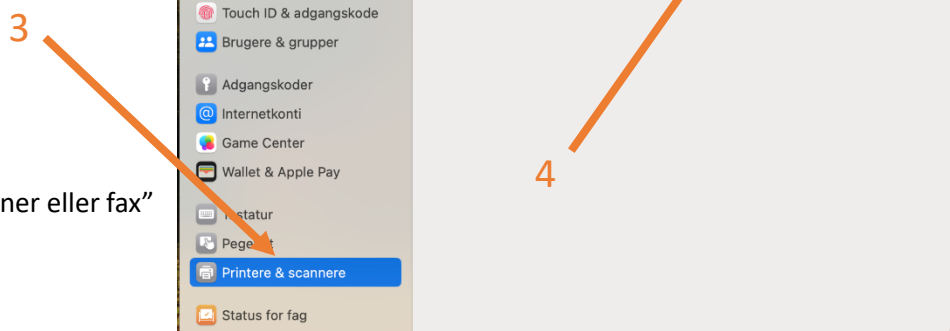 Touch ID & adgangskode
3
Brugere & grupper
Adgangskoder
Internetkonti
Game Center
Wallet & Apple Pay
4
ner eller fax”
Printere & scannere
Status for fag